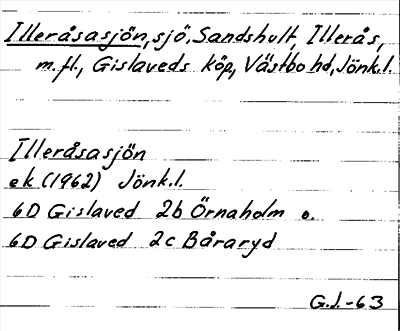 Illeråsasjön, sjö, Sandshult, Illerås,
m.fl., Gislaveds köp, Västbo hd, Jönk.l.
Illeråsasjön
ek (1962) Jönk.l.
6D Gislaved 2b Örnaholm o.
6D Gislaved 2c Båraryd
G.J.-63